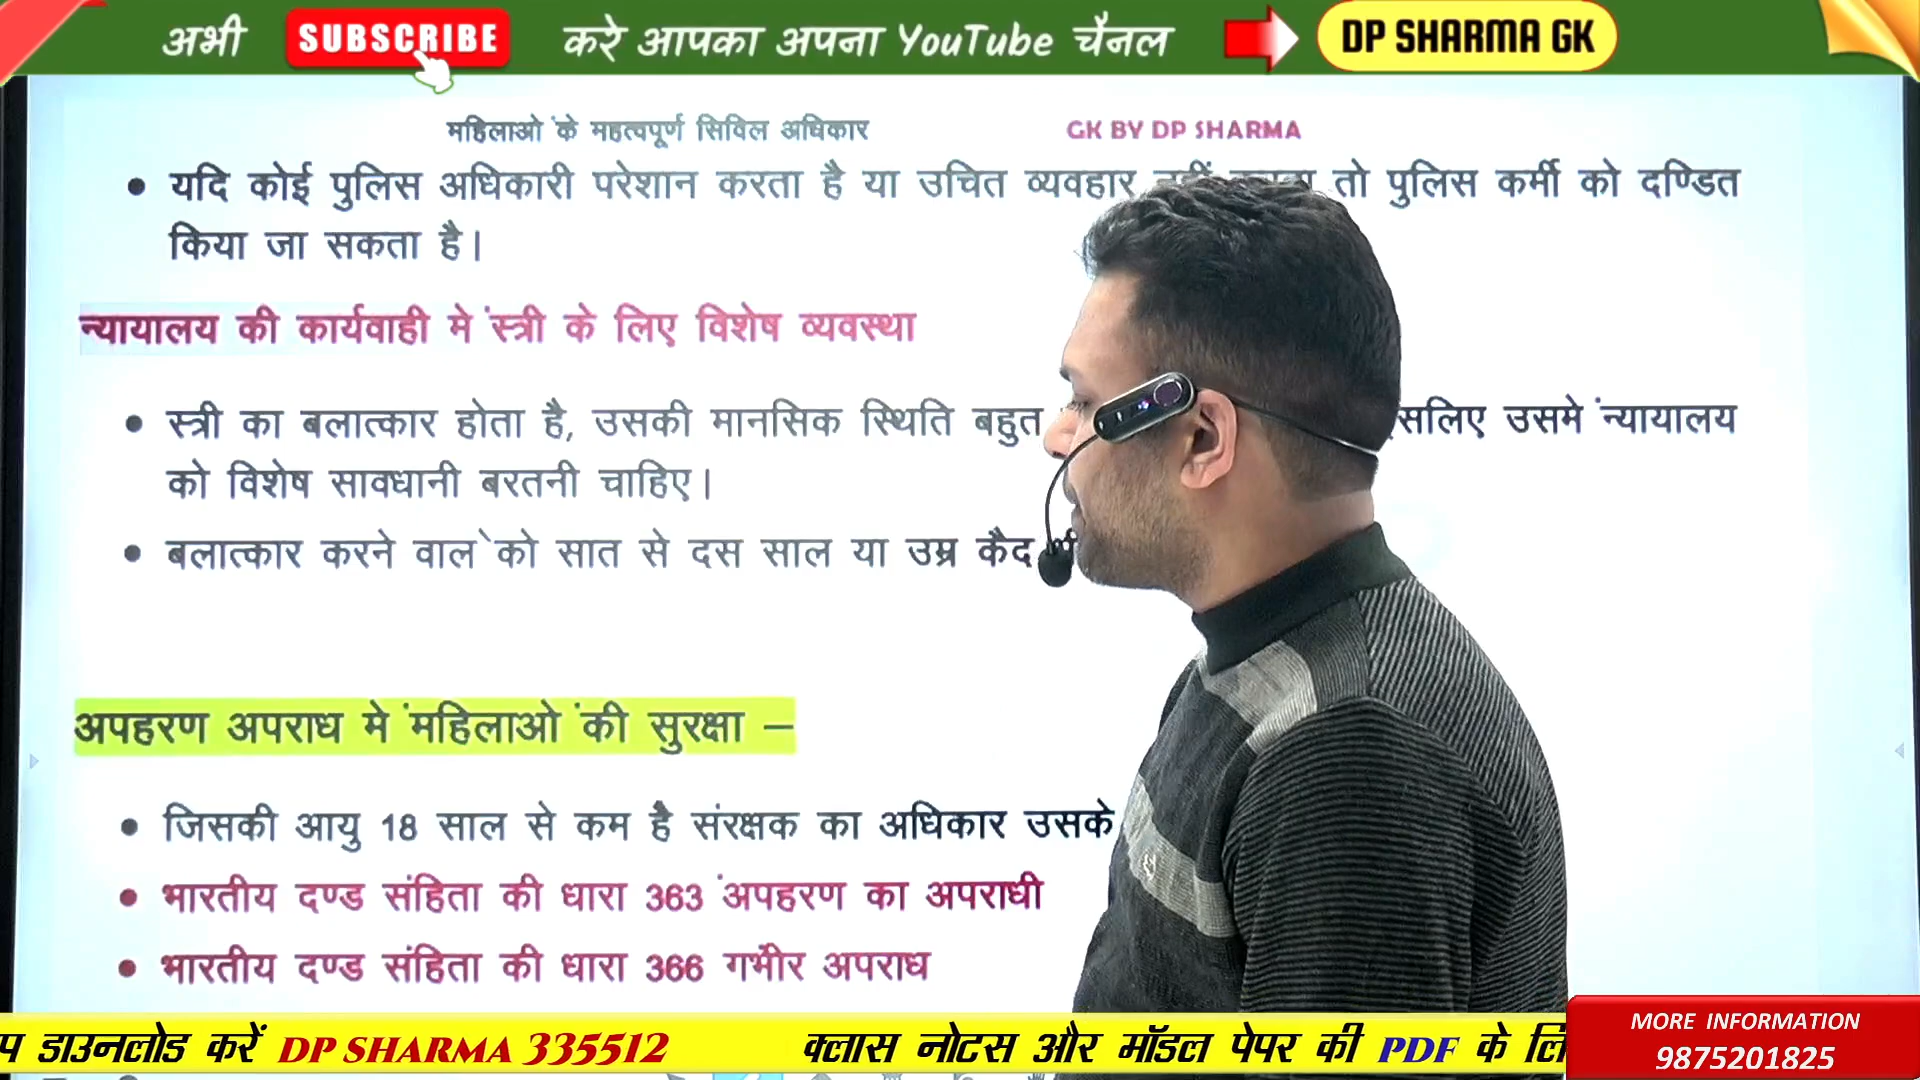 अभी SUBSCRIBE करे आपका अपना YouTube चैनल DP SHARMA GK
महिलाओं के महत्वपूर्ण सिविल अधिकार GK BY DP SHARMA
• यदि कोई पुलिस अधिकारी परेशान करता है या उचित व्यवहार तो पुलिस कर्मी को दण्डित
किया जा सकता है।
न्यायालय की कार्यवाही में स्त्री के लिए विशेष व्यवस्था
• स्त्री का बलात्कार होता है, उसकी मानसिक स्थिति बहुत उसमें न्यायालय
को विशेष सावधानी बरतनी चाहिए।
• बलात्कार करने वाले को सात से दस साल या उम्र कैद
अपहरण अपराध में महिलाओं की सुरक्षा –
• जिसकी आयु 18 साल से कम है संरक्षक का अधिकार उसके
• भारतीय दण्ड संहिता की धारा 363 अपहरण का अपराधी
• भारतीय दण्ड संहिता की धारा 366 गंभीर अपराध
डाउनलोड करें DP SHARMA 335512 क्लास नोटस और मॉडल पेपर की PDF के
MORE INFORMATION
9875201825